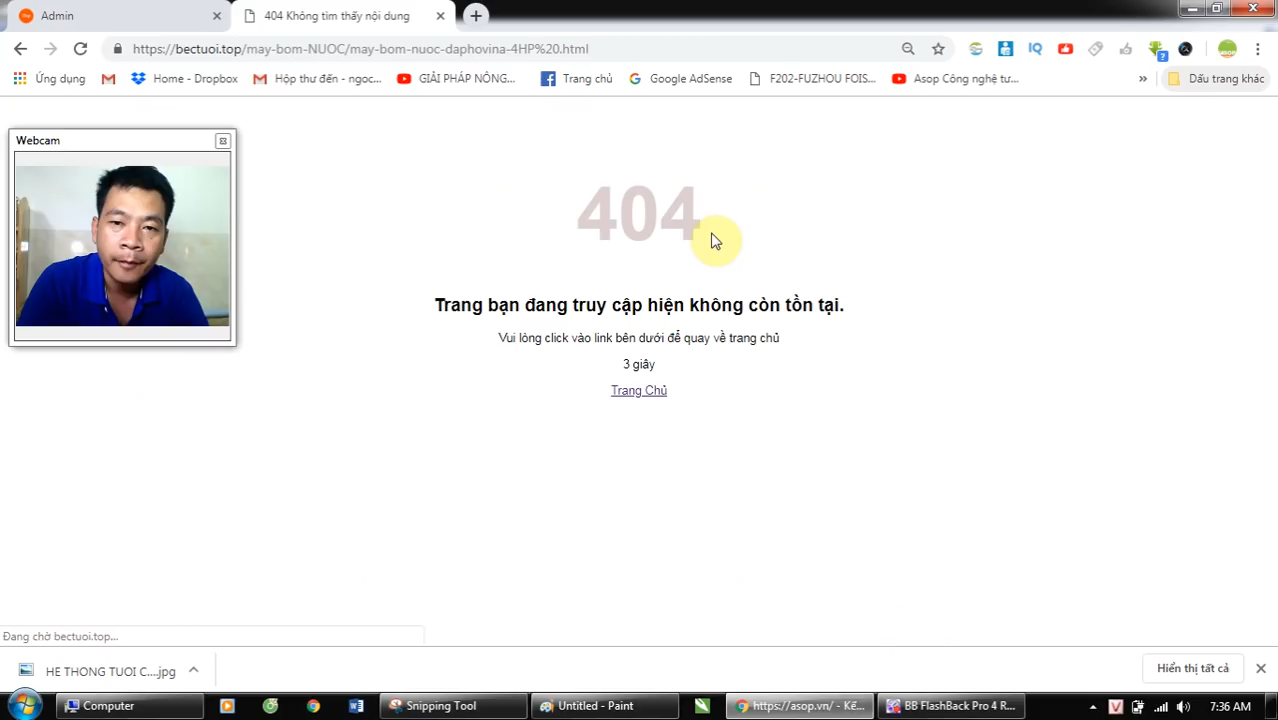 Admin
404 Không tìm thấy nội dung
https://bectuoi.top/may-bom-NUOC/may-bom-nuoc-daphovina-4HP%20.html
IQ
Ứng dụng
Home - Dropbox
Hộp thư đến - ngoc...
GIẢI PHÁP NÔNG...
Trang chủ
Google AdSense
F202-FUZHOU FOIS...
Asop Công nghệ tư...
»
Dấu trang khác
Webcam
404
Trang bạn đang truy cập hiện không còn tồn tại.
Vui lòng click vào link bên dưới để quay về trang chủ
3 giây
Trang Chủ
Đang chờ bectuoi.top...
HE THONG TUOI C....jpg
Hiển thị tất cả
Computer
Snipping Tool
Untitled - Paint
https://asop.vn/ - Kế...
BB FlashBack Pro 4 R...
V
7:36 AM